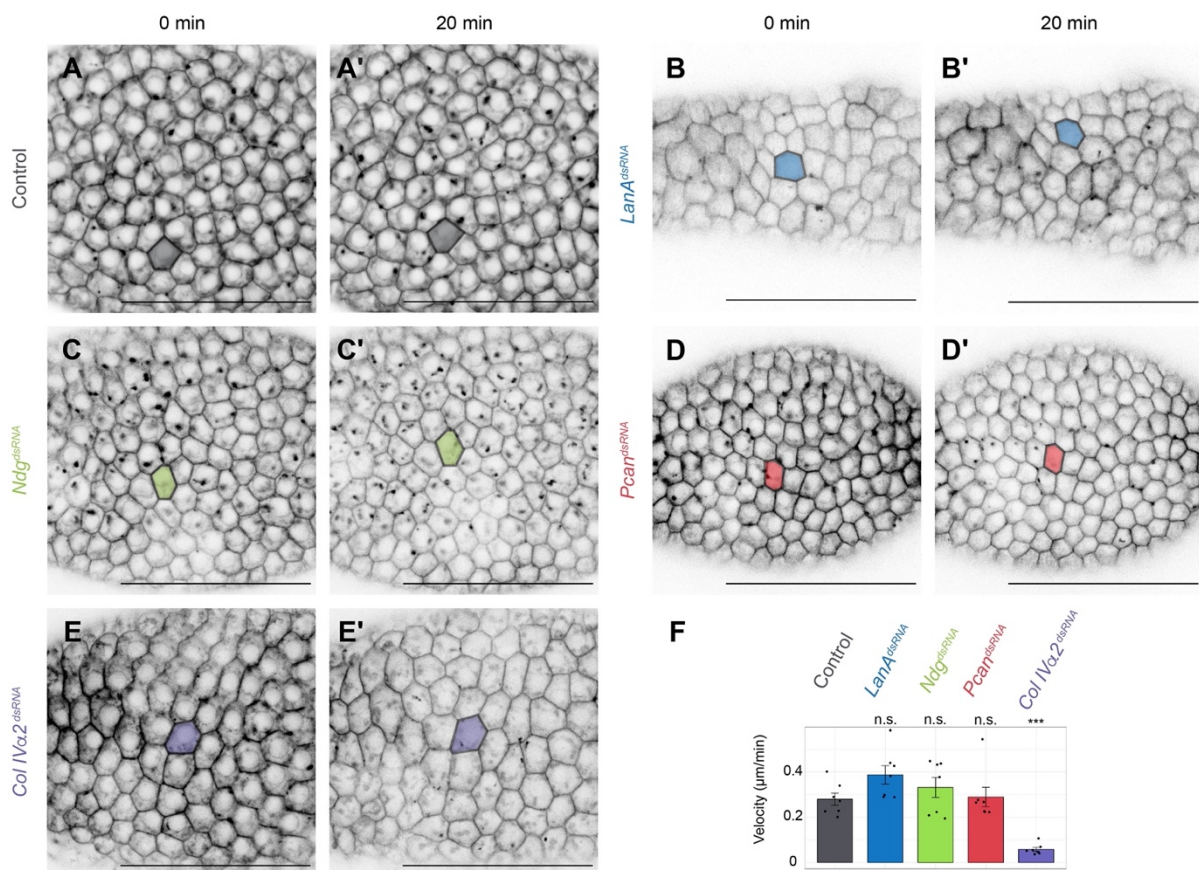 0 min
20 min
0 min
20 min
A
A'
B
B'
Control
LanA^dsRNA
C
C'
D
D'
Ndg^dsRNA
Pcan^dsRNA
E
E'
Col IVα2^dsRNA
F
Control
LanA^dsRNA
Ndg^dsRNA
Pcan^dsRNA
Col IVα2^dsRNA
n.s.
n.s.
n.s.
***
Velocity (μm/min)
0.4
0.2
0